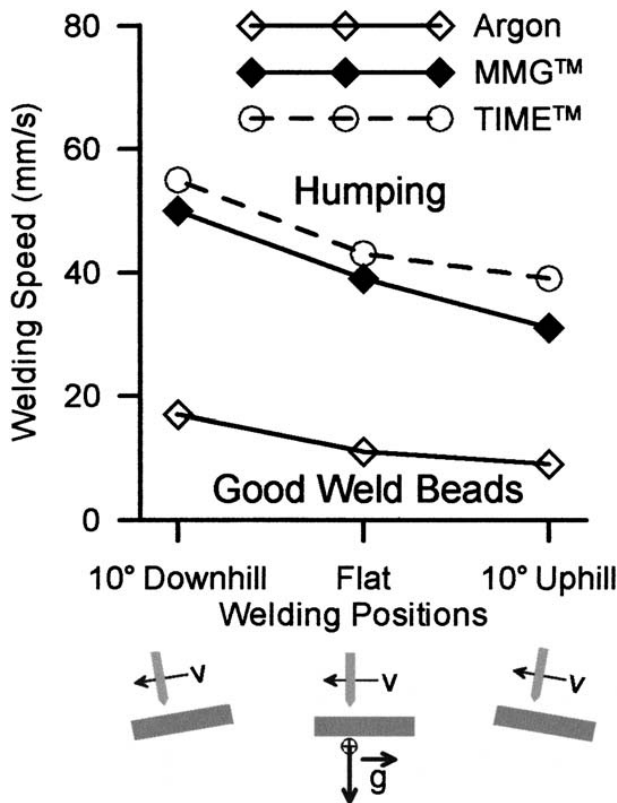 80
Argon
MMG™
TIME™
60
Humping
40
20
Good Weld Beads
0
Welding Speed (mm/s)
10° Downhill Flat 10° Uphill
Welding Positions
v v v
g